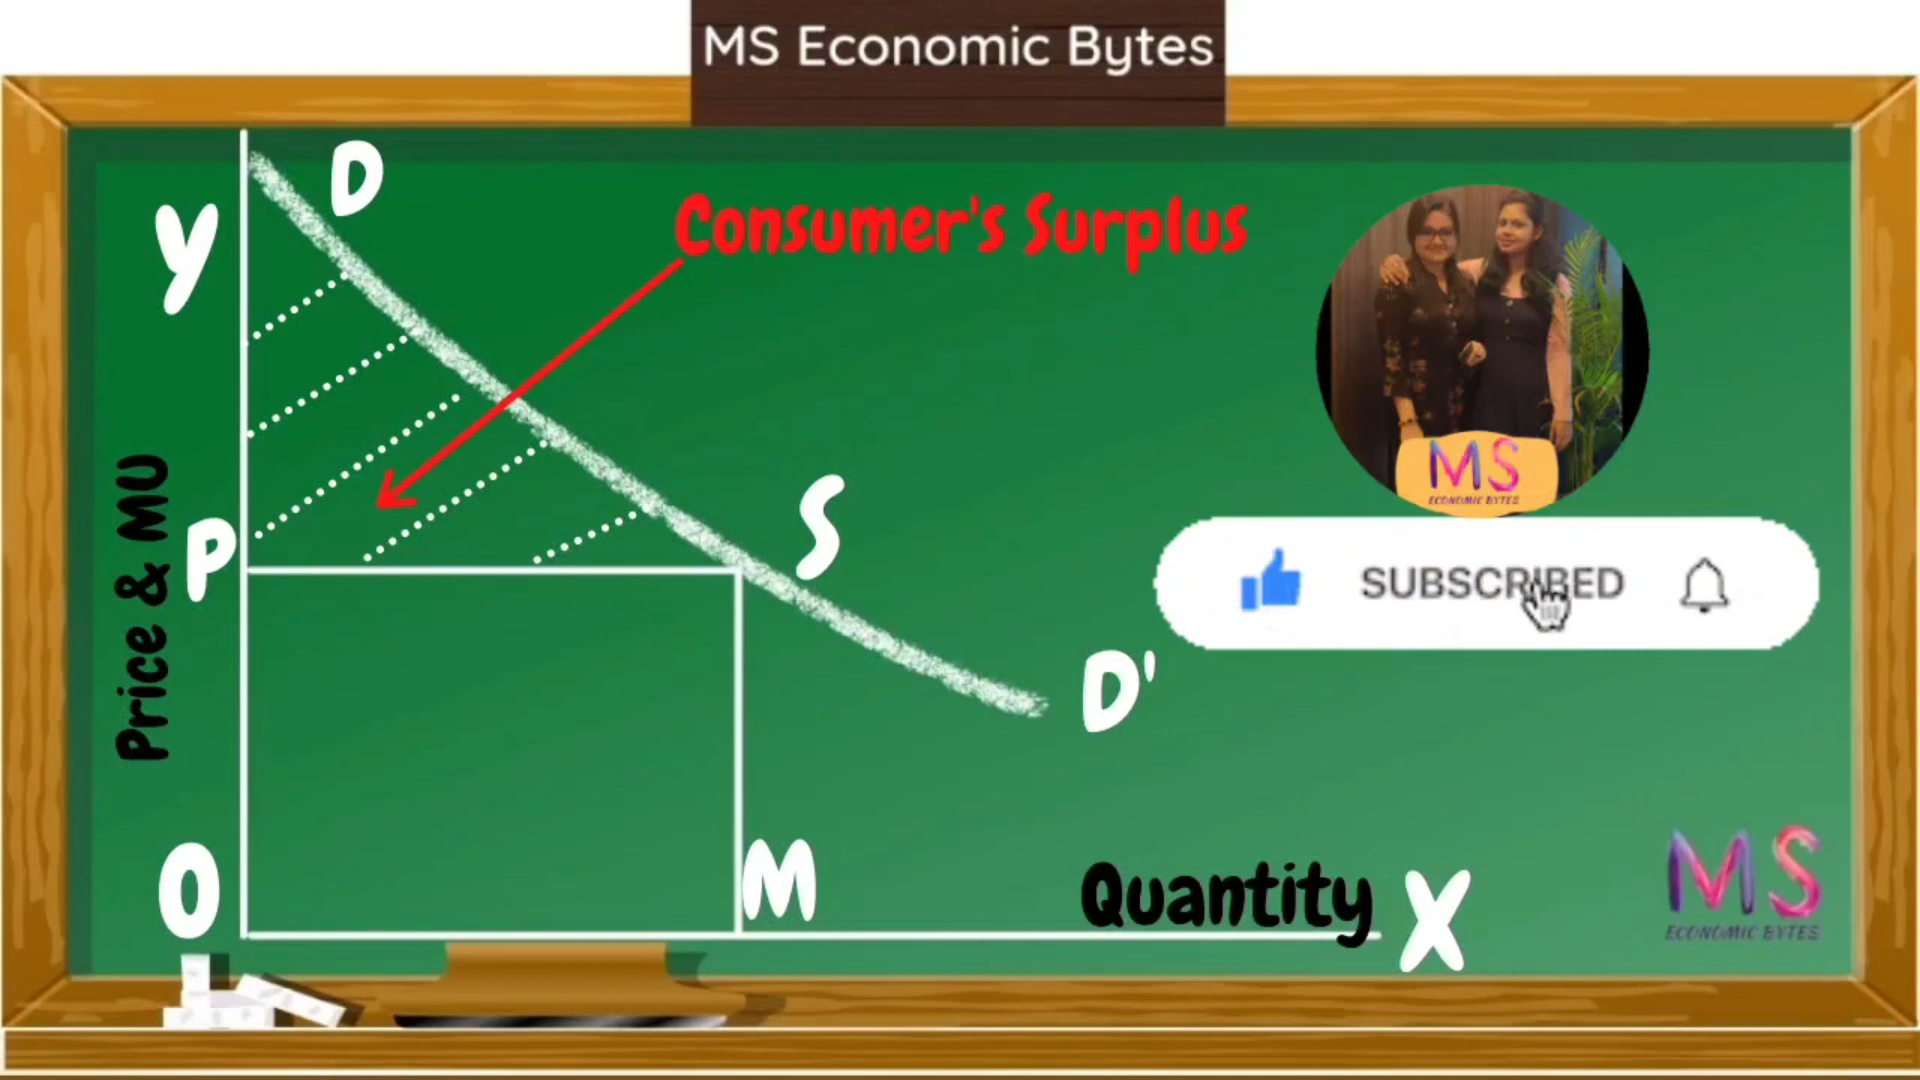 MS Economic Bytes
D
Y
Consumer's Surplus
MS
ECONOMIC BYTES
S
P
Price & MU
SUBSCRIBED
D'
O
M
Quantity
X
MS
ECONOMIC BYTES